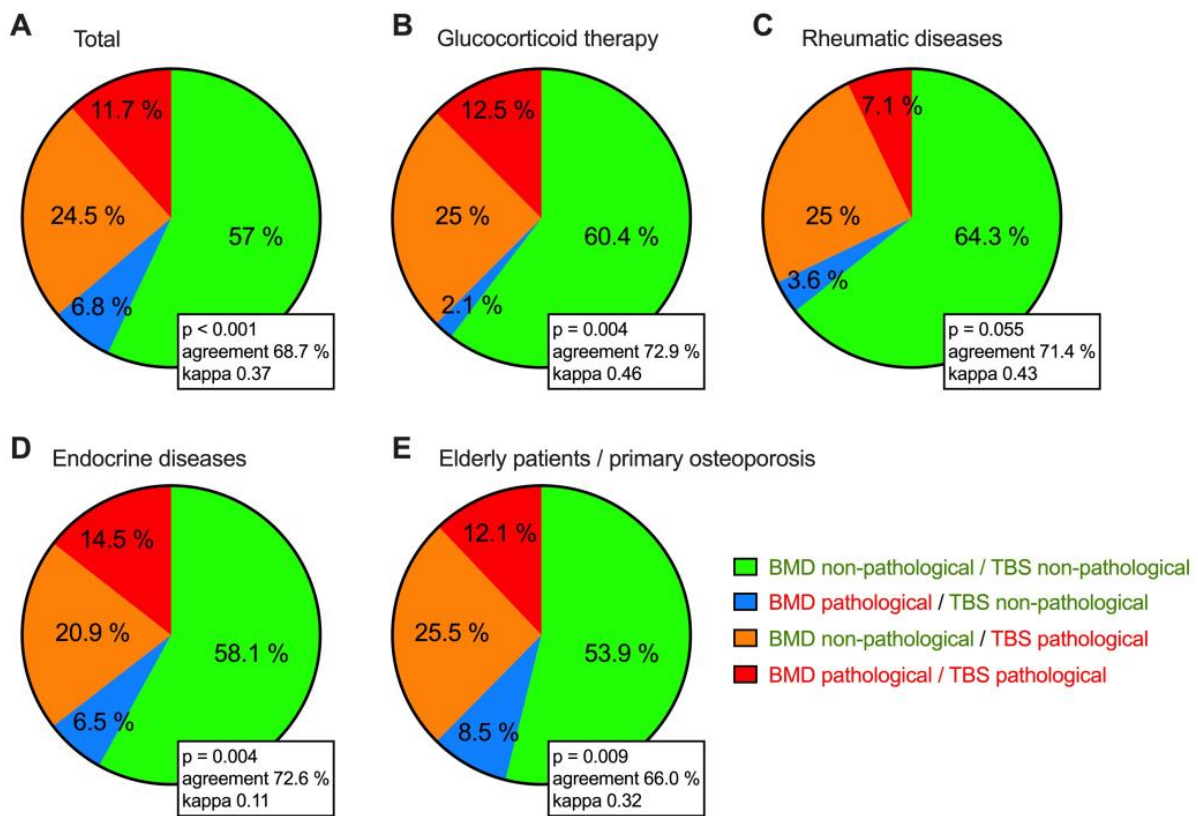 A Total
11.7 %
24.5 %
57 %
6.8 %
p < 0.001
agreement 68.7 %
kappa 0.37
B Glucocorticoid therapy
12.5 %
25 %
60.4 %
2.1 %
p = 0.004
agreement 72.9 %
kappa 0.46
C Rheumatic diseases
7.1 %
25 %
64.3 %
3.6 %
p = 0.055
agreement 71.4 %
kappa 0.43
D Endocrine diseases
14.5 %
20.9 %
58.1 %
6.5 %
p = 0.004
agreement 72.6 %
kappa 0.11
E Elderly patients / primary osteoporosis
12.1 %
25.5 %
53.9 %
8.5 %
p = 0.009
agreement 66.0 %
kappa 0.32
BMD non-pathological / TBS non-pathological
BMD pathological / TBS non-pathological
BMD non-pathological / TBS pathological
BMD pathological / TBS pathological